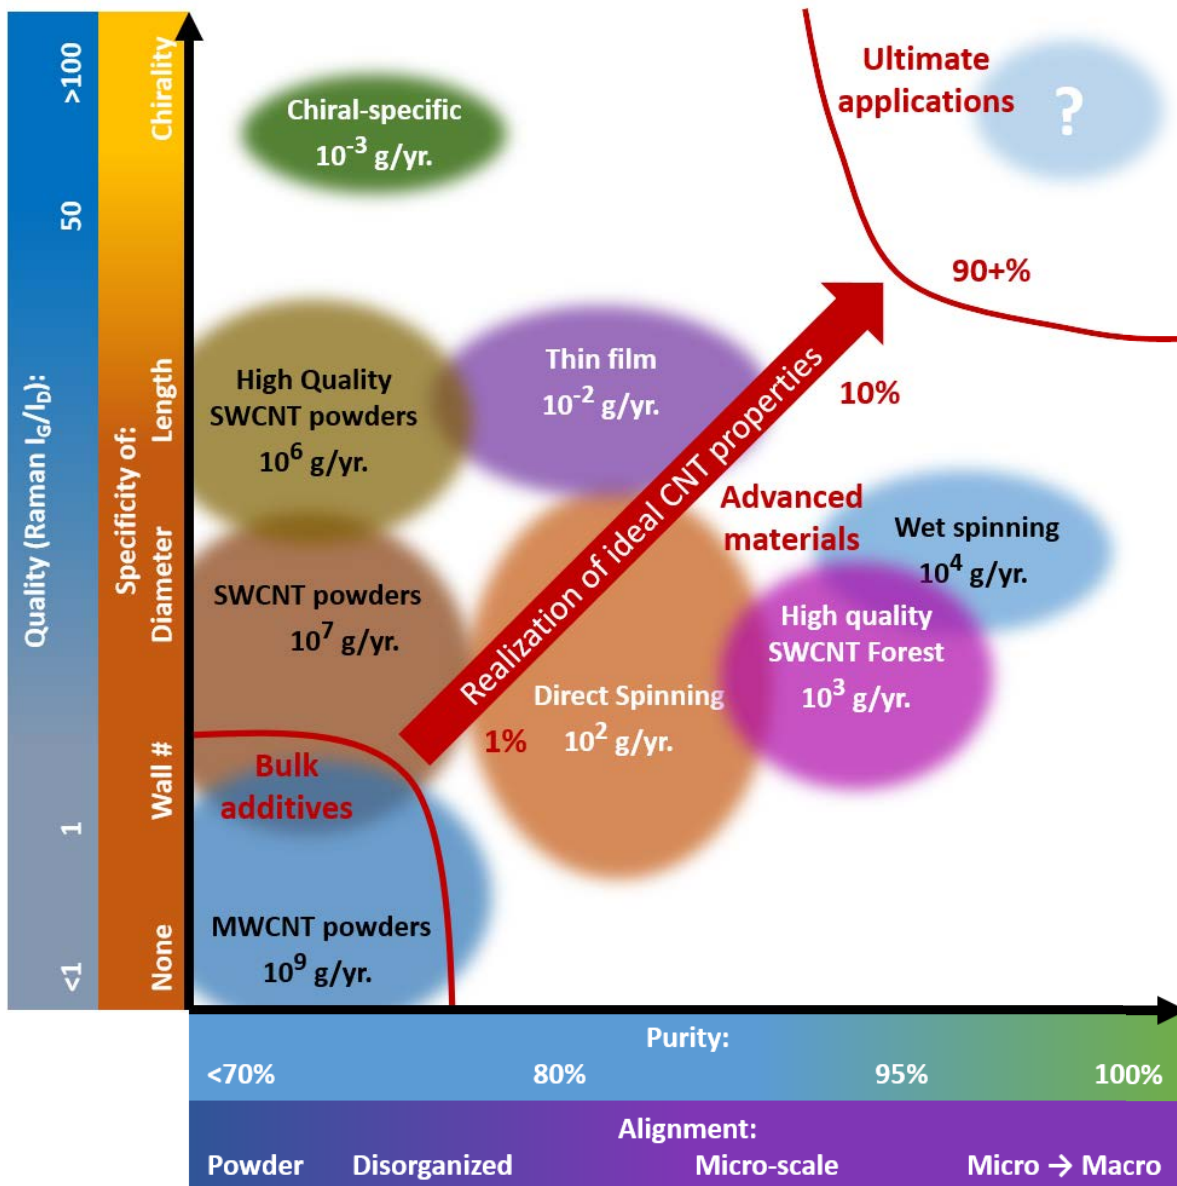 Quality (Raman I_G/I_D):
>100
50
1
<1
Specificity of:
Chirality
Length
Diameter
Wall #
None
Chiral-specific
10⁻³ g/yr.
Ultimate
applications
?
90+%
High Quality
SWCNT powders
10⁶ g/yr.
Thin film
10⁻² g/yr.
Realization of ideal CNT properties
10%
1%
Advanced
materials
Wet spinning
10⁴ g/yr.
SWCNT powders
10⁷ g/yr.
High quality
SWCNT Forest
10³ g/yr.
Direct Spinning
10² g/yr.
Bulk
additives
MWCNT powders
10⁹ g/yr.
Purity:
<70%
80%
95%
100%
Alignment:
Powder
Disorganized
Micro-scale
Micro → Macro